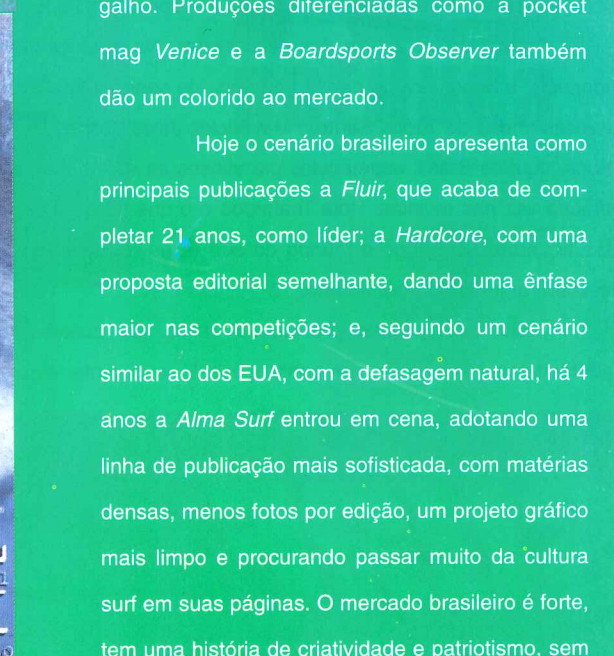 galho. Produções diferenciadas como a pocket
mag Venice e a Boardsports Observer também
dão um colorido ao mercado.
Hoje o cenário brasileiro apresenta como
principais publicações a Fluir, que acaba de com-
pletar 21 anos, como líder; a Hardcore, com uma
proposta editorial semelhante, dando uma ênfase
maior nas competições; e, seguindo um cenário
similar ao dos EUA, com a defasagem natural, há 4
anos a Alma Surf entrou em cena, adotando uma
linha de publicação mais sofisticada, com matérias
densas, menos fotos por edição, um projeto gráfico
mais limpo e procurando passar muito da cultura
surf em suas páginas. O mercado brasileiro é forte,
tem uma história de criatividade e patriotismo, sem